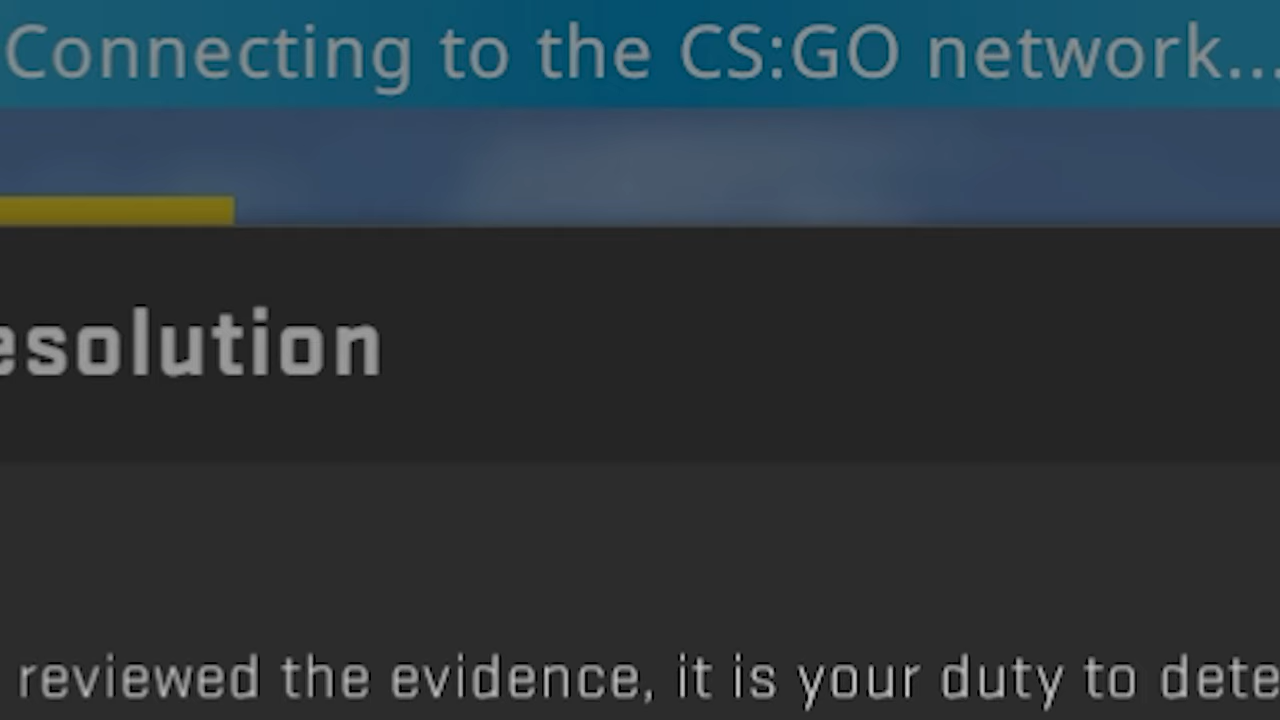 Connecting to the CS:GO network...
esolution
reviewed the evidence, it is your duty to dete